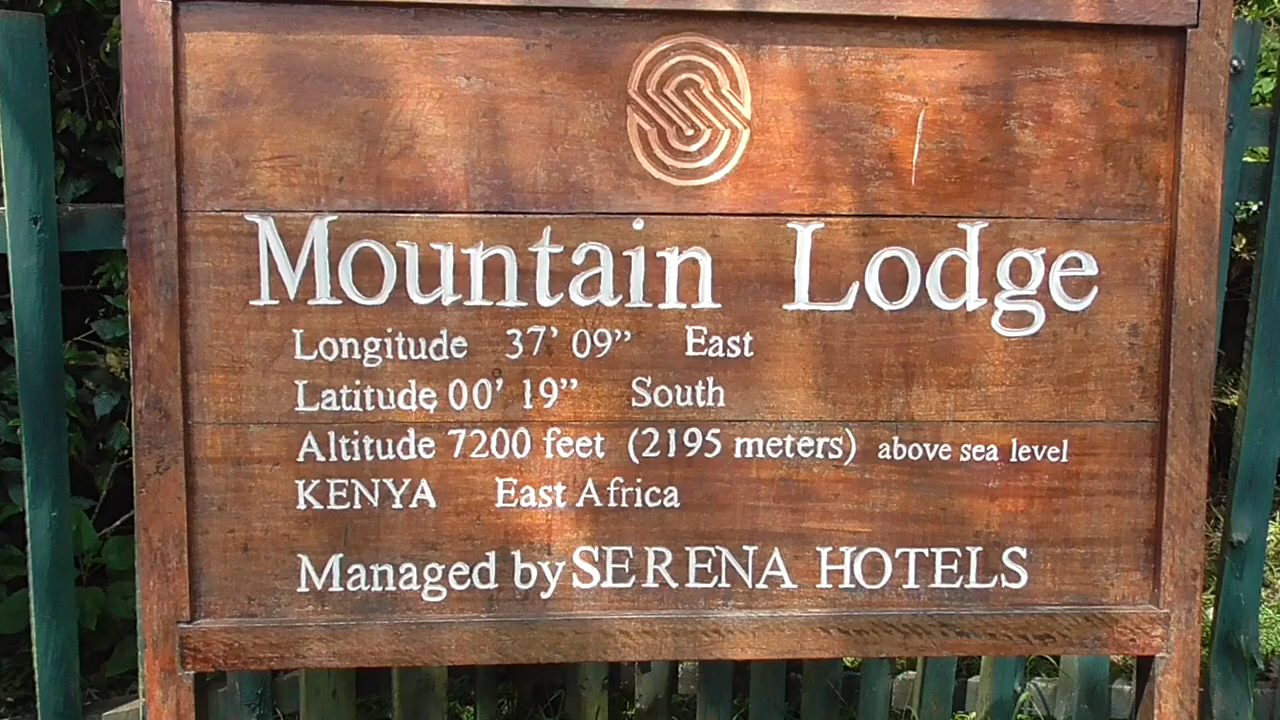 Mountain Lodge
Longitude 37' 09” East
Latitude 00' 19” South
Altitude 7200 feet (2195 meters) above sea level
KENYA East Africa
Managed by SERENA HOTELS